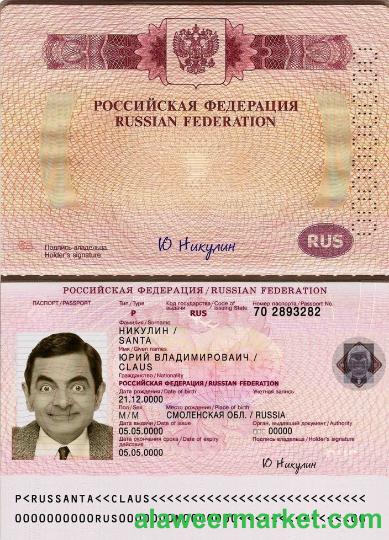 РОССИЙСКАЯ ФЕДЕРАЦИЯ
RUSSIAN FEDERATION
Подпись владельца
Holder's signature
Ю Никулин
RUS
РОССИЙСКАЯ ФЕДЕРАЦИЯ/RUSSIAN FEDERATION
ПАСПОРТ/PASSPORT
Тип/Type
Код государства/Code of
выдачи issuing State
Номер паспорта/Passport No.
P
RUS
70 2893282
Фамилия/Surname
НИКУЛИН /
SANTA
Имя/Given names
ЮРИЙ ВЛАДИМИРОВАИЧ /
CLAUS
Гражданство/Nationality
РОССИЙСКАЯ ФЕДЕРАЦИЯ/RUSSIAN FEDERATION
Дата рождения/Date of birth
Учетная запись
21.12.0000
Пол/Sex
Место рождения/Place of birth
М/M
СМОЛЕНСКАЯ ОБЛ. / RUSSIA
Дата выдачи/Date of issue
Орган, выдавший документ/Authority
05.05.0000
00000
Дата окончания срока/Date of expiry
действия
Подпись владельца/Holder's signature
05.05.0000
Ю Никулин
P<RUSSANTA<<CLAUS<<<<<<<<<<<<<<<<<<<<<<<<<<<
alaweermarket.com